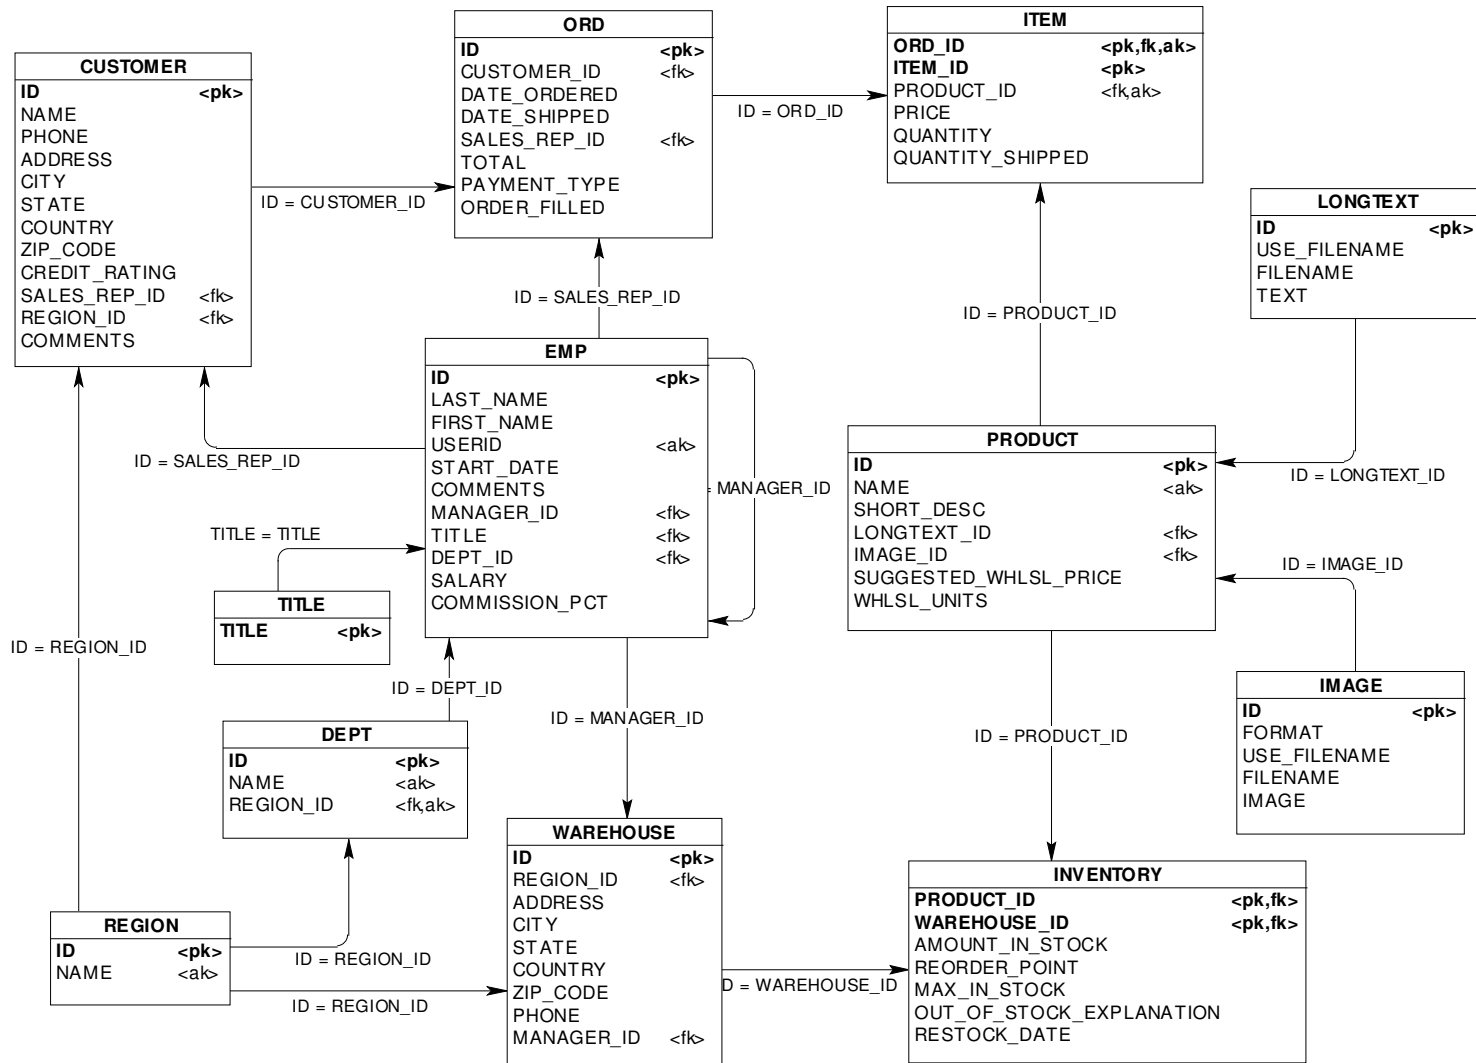 ORD
ID <pk>
CUSTOMER_ID <fk>
DATE_ORDERED
DATE_SHIPPED
SALES_REP_ID <fk>
TOTAL
PAYMENT_TYPE
ORDER_FILLED
ITEM
ORD_ID <pk,fk,ak>
ITEM_ID <pk>
PRODUCT_ID <fk,ak>
PRICE
QUANTITY
QUANTITY_SHIPPED
CUSTOMER
ID <pk>
NAME
PHONE
ADDRESS
CITY
STATE
COUNTRY
ZIP_CODE
CREDIT_RATING
SALES_REP_ID <fk>
REGION_ID <fk>
COMMENTS
ID = ORD_ID
ID = CUSTOMER_ID
LONGTEXT
ID <pk>
USE_FILENAME
FILENAME
TEXT
ID = SALES_REP_ID
ID = PRODUCT_ID
EMP
ID <pk>
LAST_NAME
FIRST_NAME
USERID <ak>
START_DATE
COMMENTS
MANAGER_ID <fk>
TITLE <fk>
DEPT_ID <fk>
SALARY
COMMISSION_PCT
ID = SALES_REP_ID
= MANAGER_ID
PRODUCT
ID <pk>
NAME <ak>
SHORT_DESC
LONGTEXT_ID <fk>
IMAGE_ID <fk>
SUGGESTED_WHLSL_PRICE
WHLSL_UNITS
ID = LONGTEXT_ID
TITLE = TITLE
ID = IMAGE_ID
TITLE
TITLE <pk>
ID = REGION_ID
ID = DEPT_ID
ID = MANAGER_ID
ID = PRODUCT_ID
IMAGE
ID <pk>
FORMAT
USE_FILENAME
FILENAME
IMAGE
DEPT
ID <pk>
NAME <ak>
REGION_ID <fk,ak>
WAREHOUSE
ID <pk>
REGION_ID <fk>
ADDRESS
CITY
STATE
COUNTRY
ZIP_CODE
PHONE
MANAGER_ID <fk>
INVENTORY
PRODUCT_ID <pk,fk>
WAREHOUSE_ID <pk,fk>
AMOUNT_IN_STOCK
REORDER_POINT
MAX_IN_STOCK
OUT_OF_STOCK_EXPLANATION
RESTOCK_DATE
REGION
ID <pk>
NAME <ak>
ID = REGION_ID
ID = REGION_ID
D = WAREHOUSE_ID